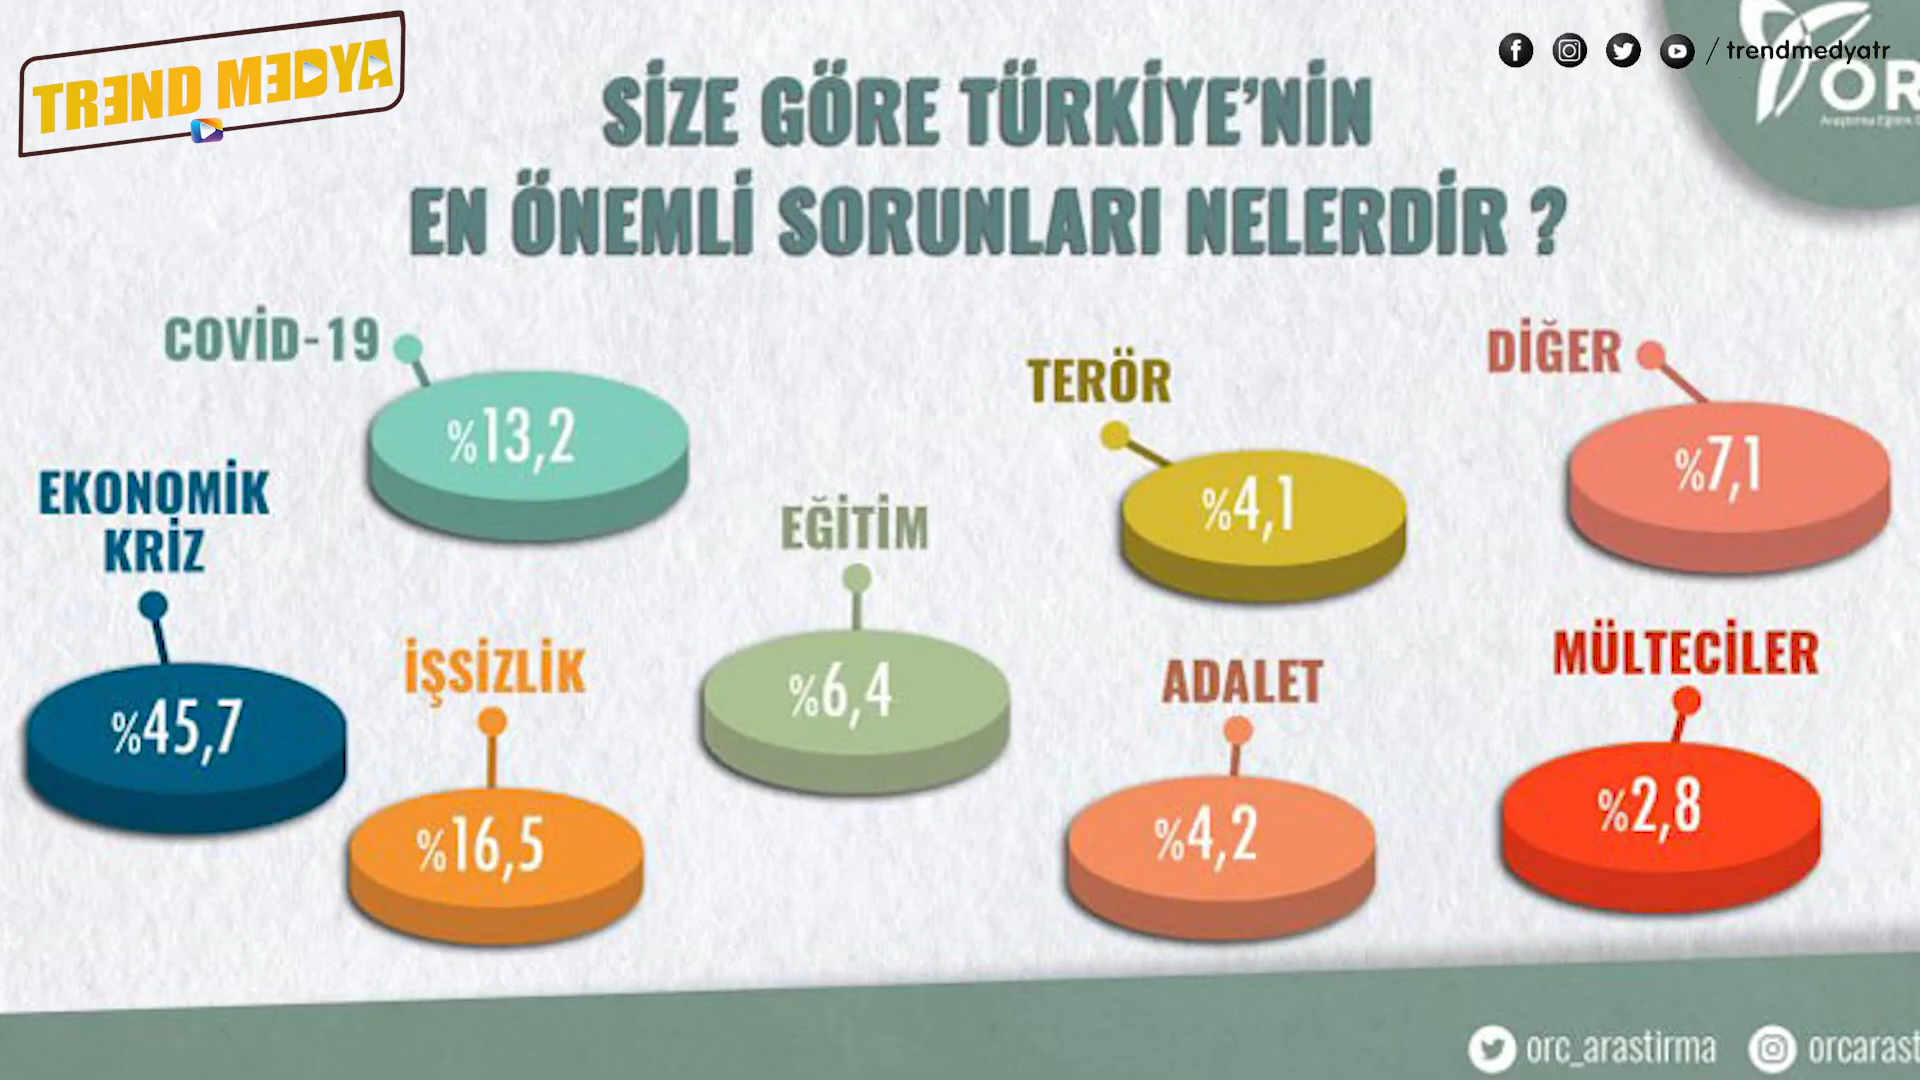 TREND MEDYA
/ trendmedyatr
SİZE GÖRE TÜRKİYE'NİN
EN ÖNEMLİ SORUNLARI NELERDİR ?
COVİD-19
%13,2
TERÖR
%4,1
DİĞER
%7,1
EKONOMİK
KRİZ
%45,7
İŞSİZLİK
%16,5
EĞİTİM
%6,4
ADALET
%4,2
MÜLTECİLER
%2,8
orc_arastirma
orcarast